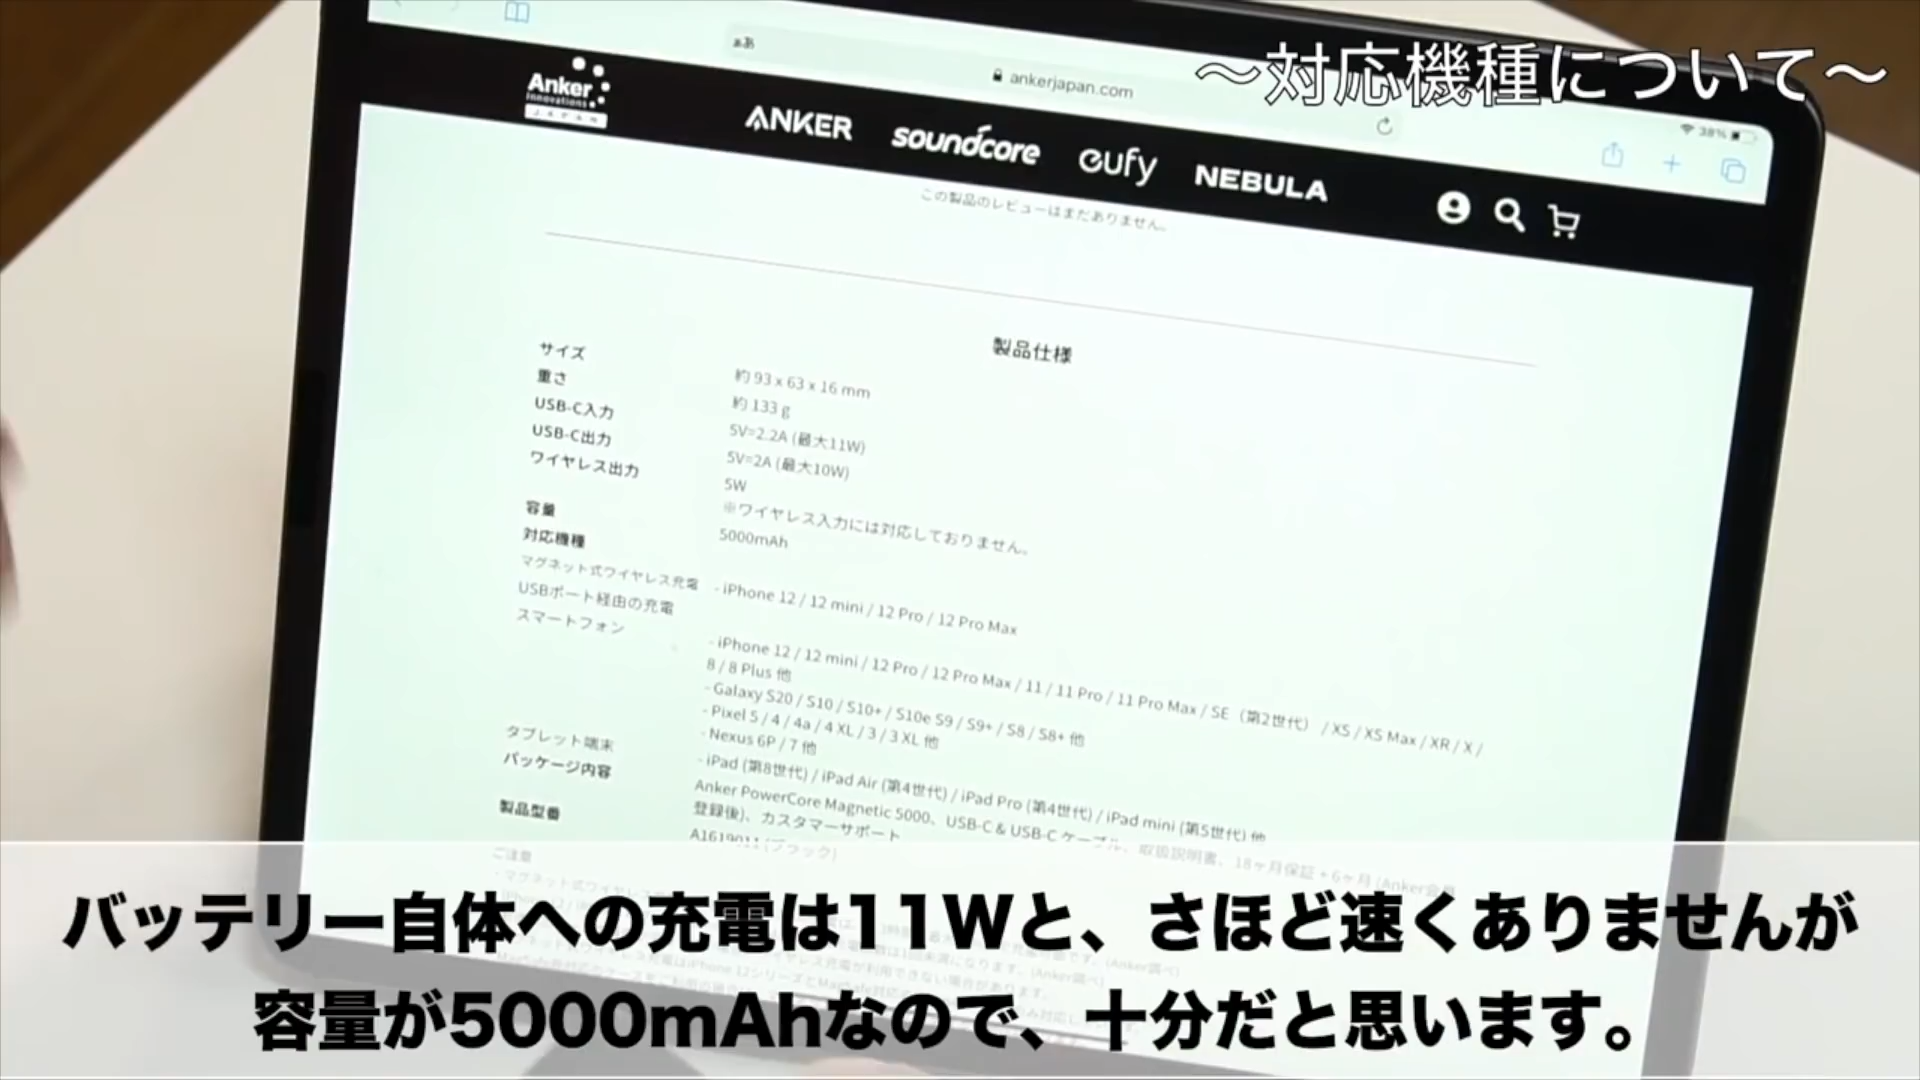 ～対応機種について～
ぁあ
ankerjapan.com
38%
Anker
Innovations
JAPAN
ANKER
soundcore
eufy
NEBULA
この製品のレビューはまだありません。
製品仕様
サイズ
約 93 x 63 x 16 mm
重さ
約 133 g
USB-C入力
5V=2.2A (最大11W)
USB-C出力
5V=2A (最大10W)
ワイヤレス出力
5W
※ワイヤレス入力には対応しておりません。
容量
5000mAh
対応機種
マグネット式ワイヤレス充電
- iPhone 12 / 12 mini / 12 Pro / 12 Pro Max
USBポート経由の充電
スマートフォン
- iPhone 12 / 12 mini / 12 Pro / 12 Pro Max / 11 / 11 Pro / 11 Pro Max / SE（第2世代） / XS / XS Max / XR / X /
8 / 8 Plus 他
- Galaxy S20 / S10 / S10+ / S10e S9 / S9+ / S8 / S8+ 他
- Pixel 5 / 4 / 4a / 4 XL / 3 / 3 XL 他
- Nexus 6P / 7 他
タブレット端末
- iPad (第8世代) / iPad Air (第4世代) / iPad Pro (第4世代) / iPad mini (第5世代) 他
パッケージ内容
Anker PowerCore Magnetic 5000、USB-C & USB-C ケーブル、取扱説明書、18ヶ月保証 + 6ヶ月 (Anker会員
登録後)、カスタマーサポート
製品型番
A1619011 (ブラック)
ご注意
バッテリー自体への充電は11Wと、さほど速くありませんが
容量が5000mAhなので、十分だと思います。